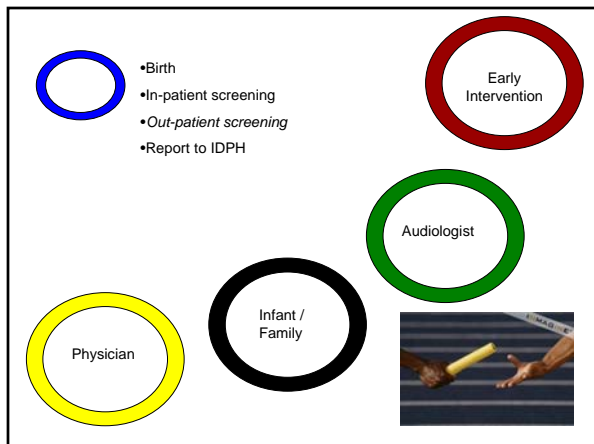 •Birth
•In-patient screening
•Out-patient screening
•Report to IDPH
Early
Intervention
Audiologist
Infant /
Family
Physician